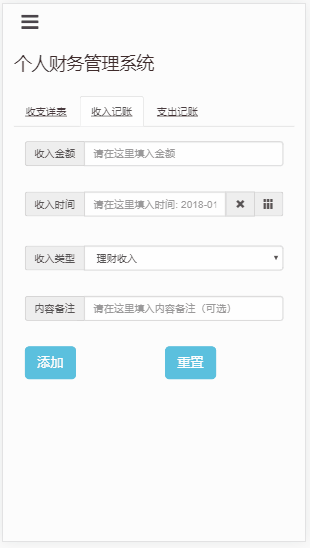 个人财务管理系统
收支详表 收入记账 支出记账
收入金额 请在这里填入金额
收入时间 请在这里填入时间: 2018-01
收入类型 理财收入
内容备注 请在这里填入内容备注（可选）
添加 重置